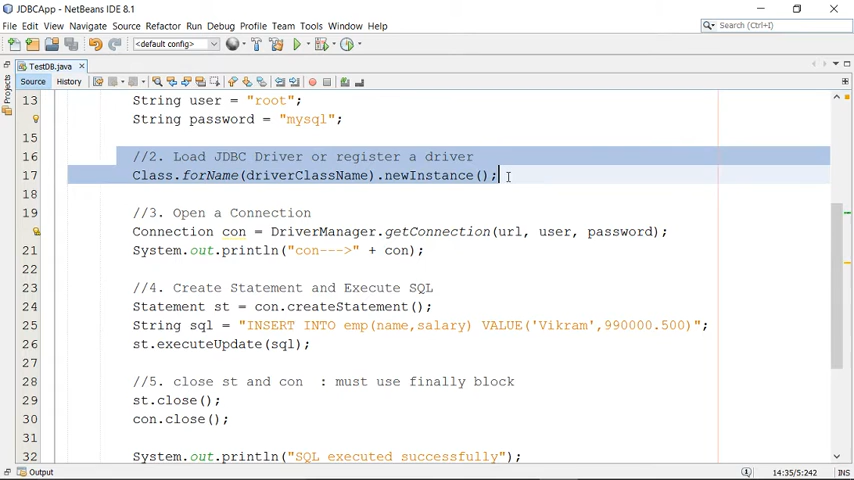 JDBCApp - NetBeans IDE 8.1
File Edit View Navigate Source Refactor Run Debug Profile Team Tools Window Help
Search (Ctrl+I)
<default config>
TestDB.java
Source History
Projects
13 String user = "root";
String password = "mysql";
15
16 //2. Load JDBC Driver or register a driver
17 Class.forName(driverClassName).newInstance();
18
19 //3. Open a Connection
Connection con = DriverManager.getConnection(url, user, password);
21 System.out.println("con--->" + con);
22
23 //4. Create Statement and Execute SQL
24 Statement st = con.createStatement();
25 String sql = "INSERT INTO emp(name,salary) VALUE('Vikram',990000.500)";
26 st.executeUpdate(sql);
27
28 //5. close st and con  : must use finally block
29 st.close();
30 con.close();
31
32 System.out.println("SQL executed successfully");
Output
14:35/5:242 INS